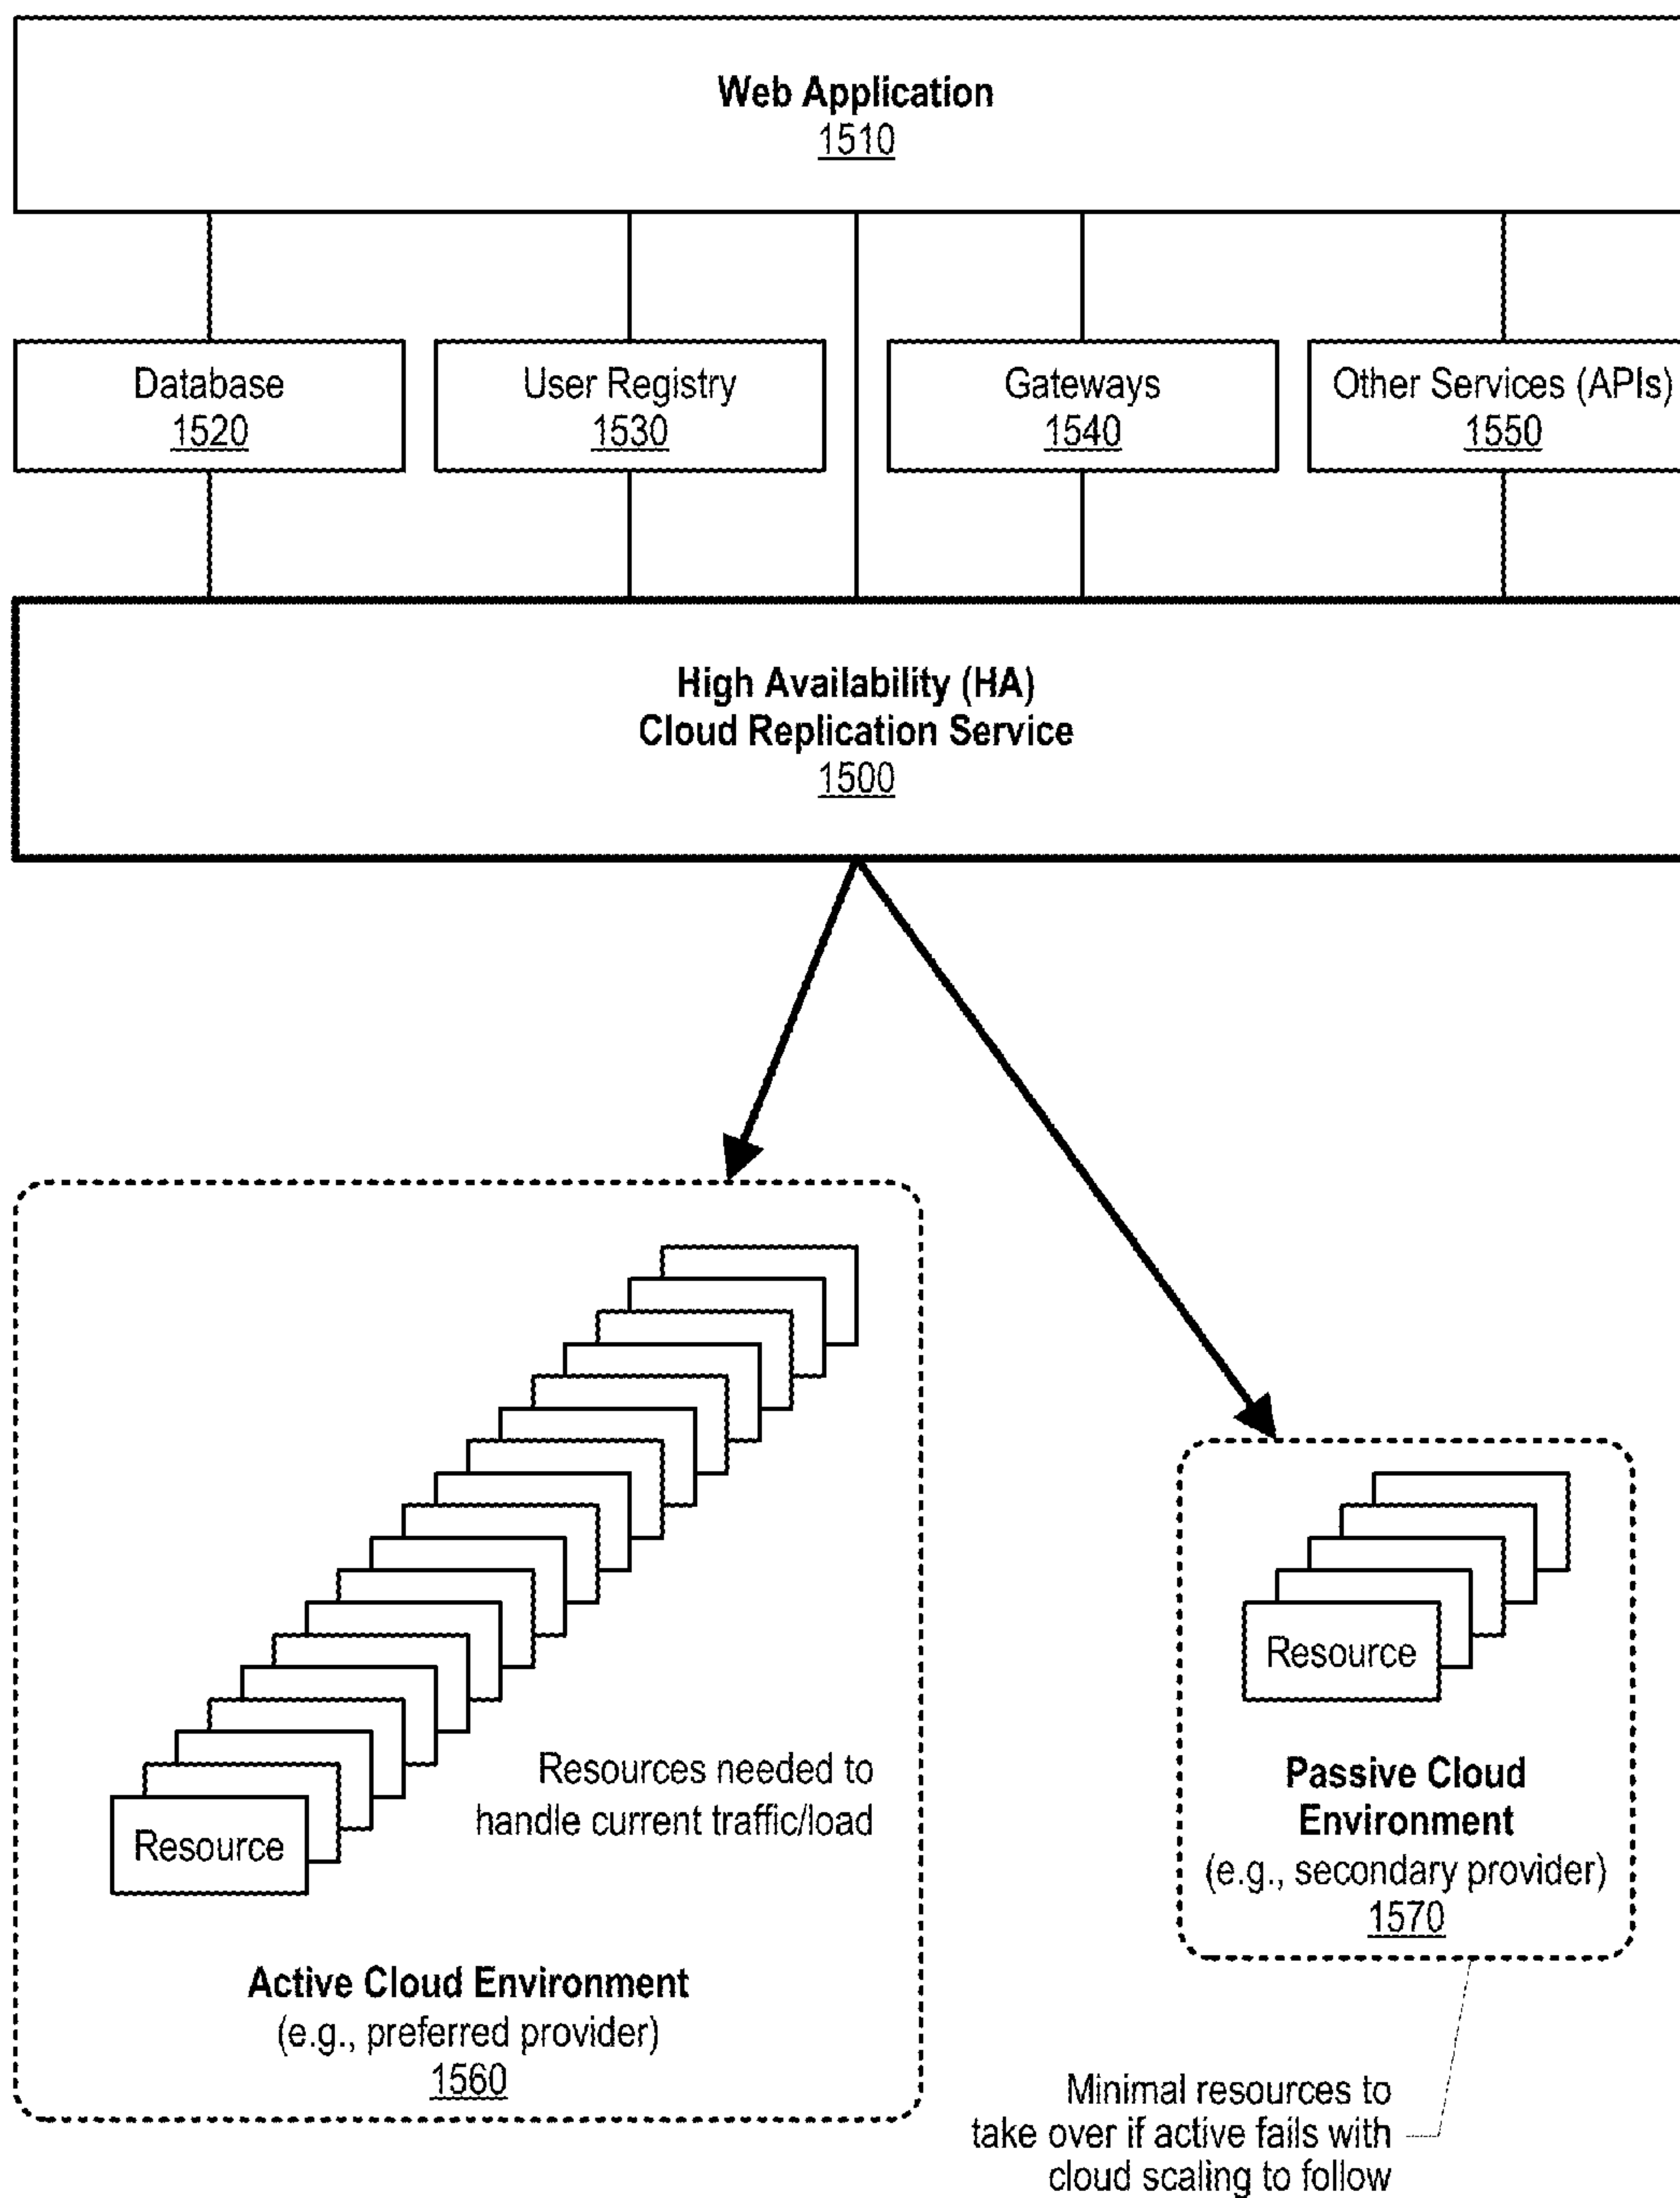 Web Application
1510
Database
1520
User Registry
1530
Gateways
1540
Other Services (APIs)
1550
High Availability (HA)
Cloud Replication Service
1500
Resources needed to
handle current traffic/load
Resource
Active Cloud Environment
(e.g., preferred provider)
1560
Resource
Passive Cloud
Environment
(e.g., secondary provider)
1570
Minimal resources to
take over if active fails with
cloud scaling to follow